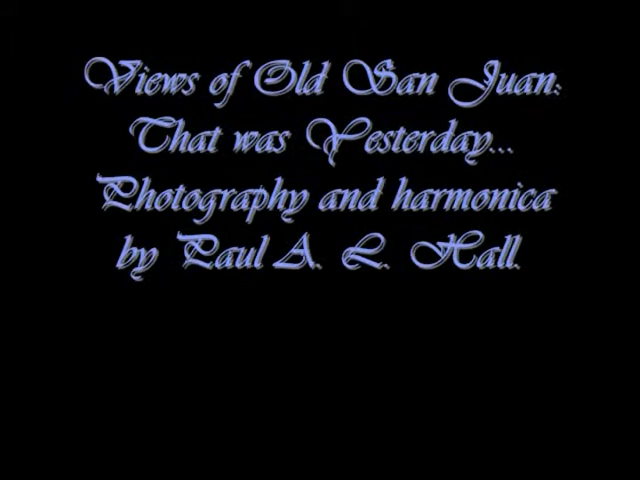 Views of Old San Juan:
That was Yesterday...
Photography and harmonica
by Paul A. L. Hall.